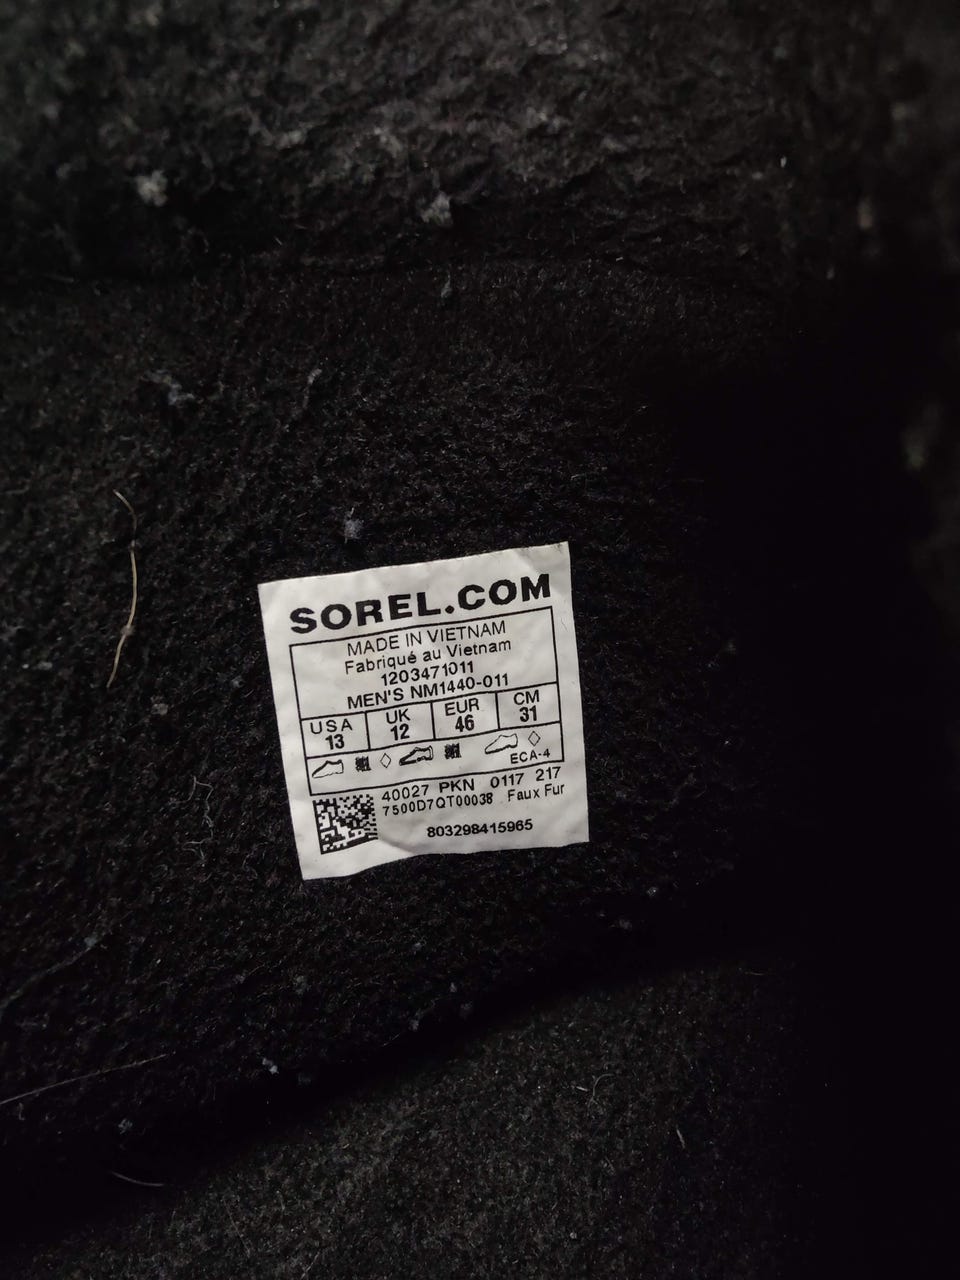 SOREL.COM
MADE IN VIETNAM
Fabriqué au Vietnam
1203471011
MEN'S NM1440-011
USA UK EUR CM
13 12 46 31
ECA-4
40027 PKN 0117 217
7500D7QT00038 Faux Fur
803298415965